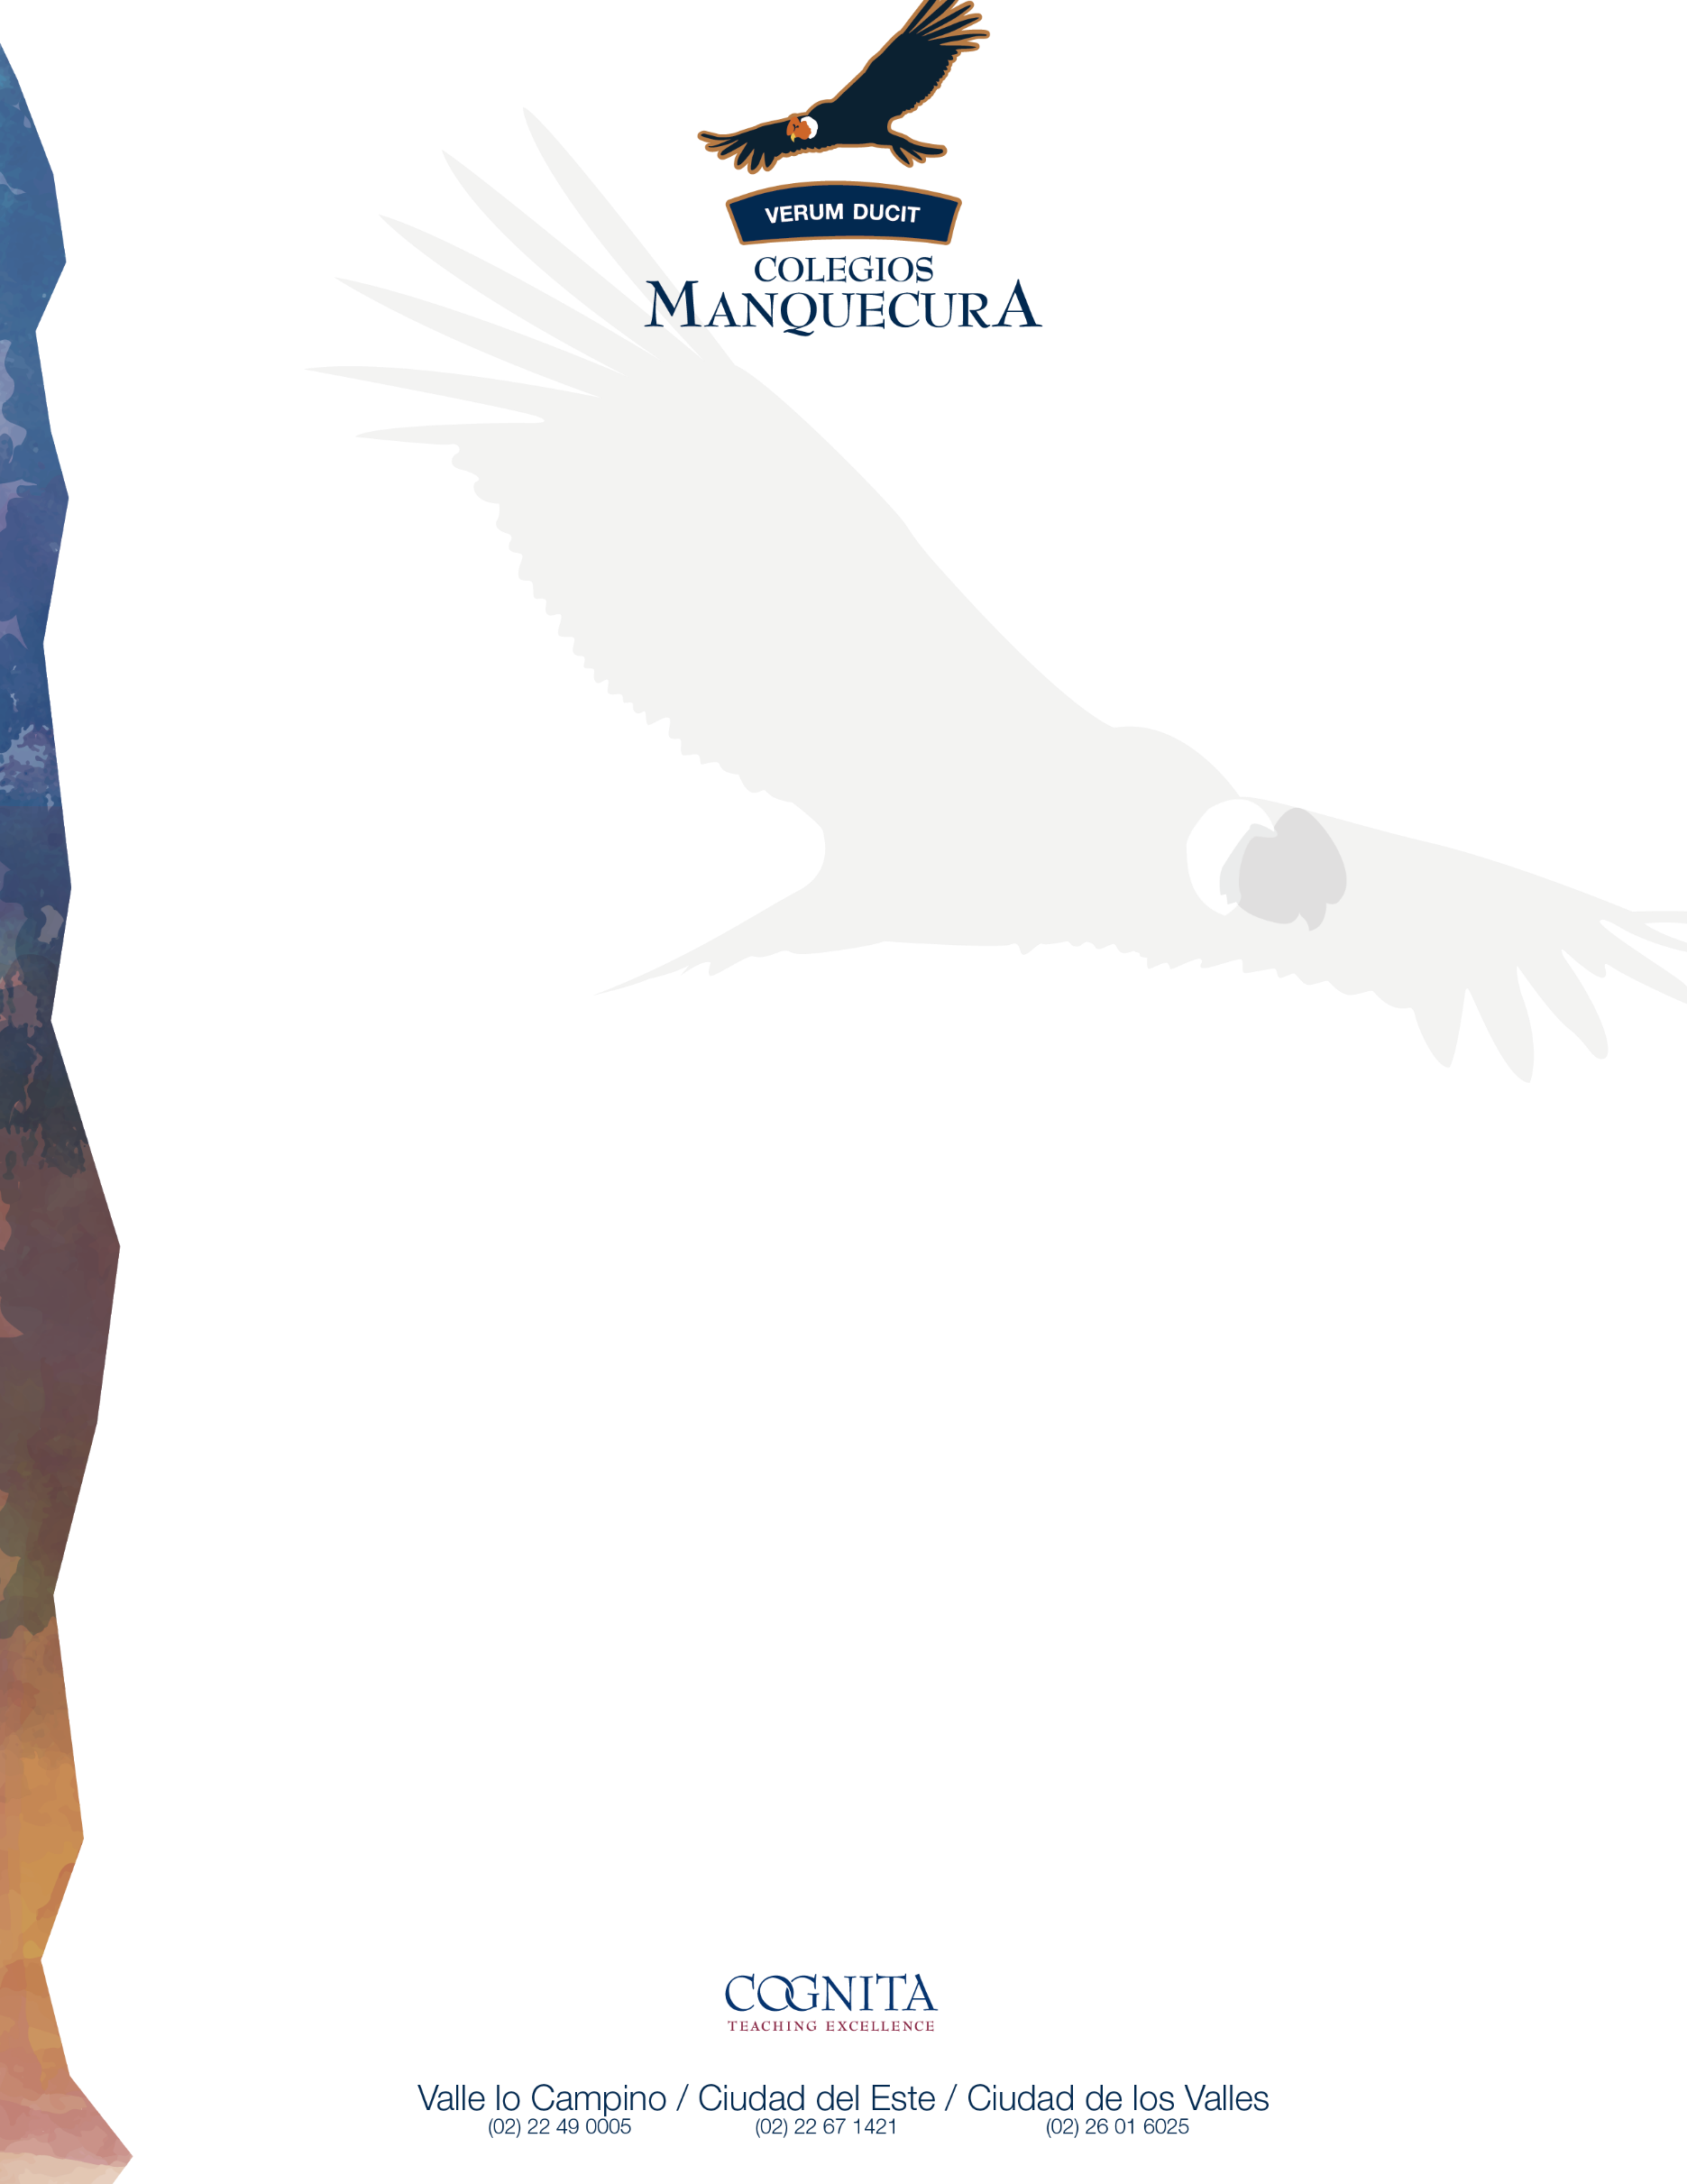 VERUM DUCIT
COLEGIOS
MANQUECURA
COGNITA
TEACHING EXCELLENCE
Valle lo Campino / Ciudad del Este / Ciudad de los Valles
(02) 22 49 0005 (02) 22 67 1421 (02) 26 01 6025